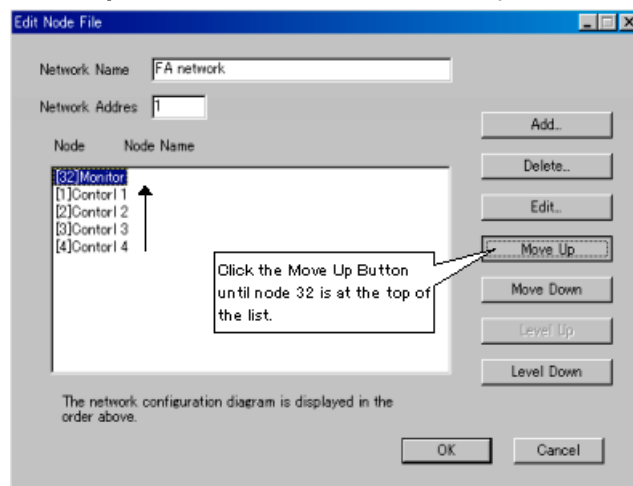 Edit Node File
Network Name FA network
Network Addres 1
Add...
Node Node Name
Delete...
[32]Monitor
[1]Contorl 1
[2]Contorl 2
Edit...
[3]Contorl 3
[4]Contorl 4
Move Up
Click the Move Up Button
until node 32 is at the top of
the list.
Move Down
Level Up
Level Down
The network configuration diagram is displayed in the
order above.
OK Cancel